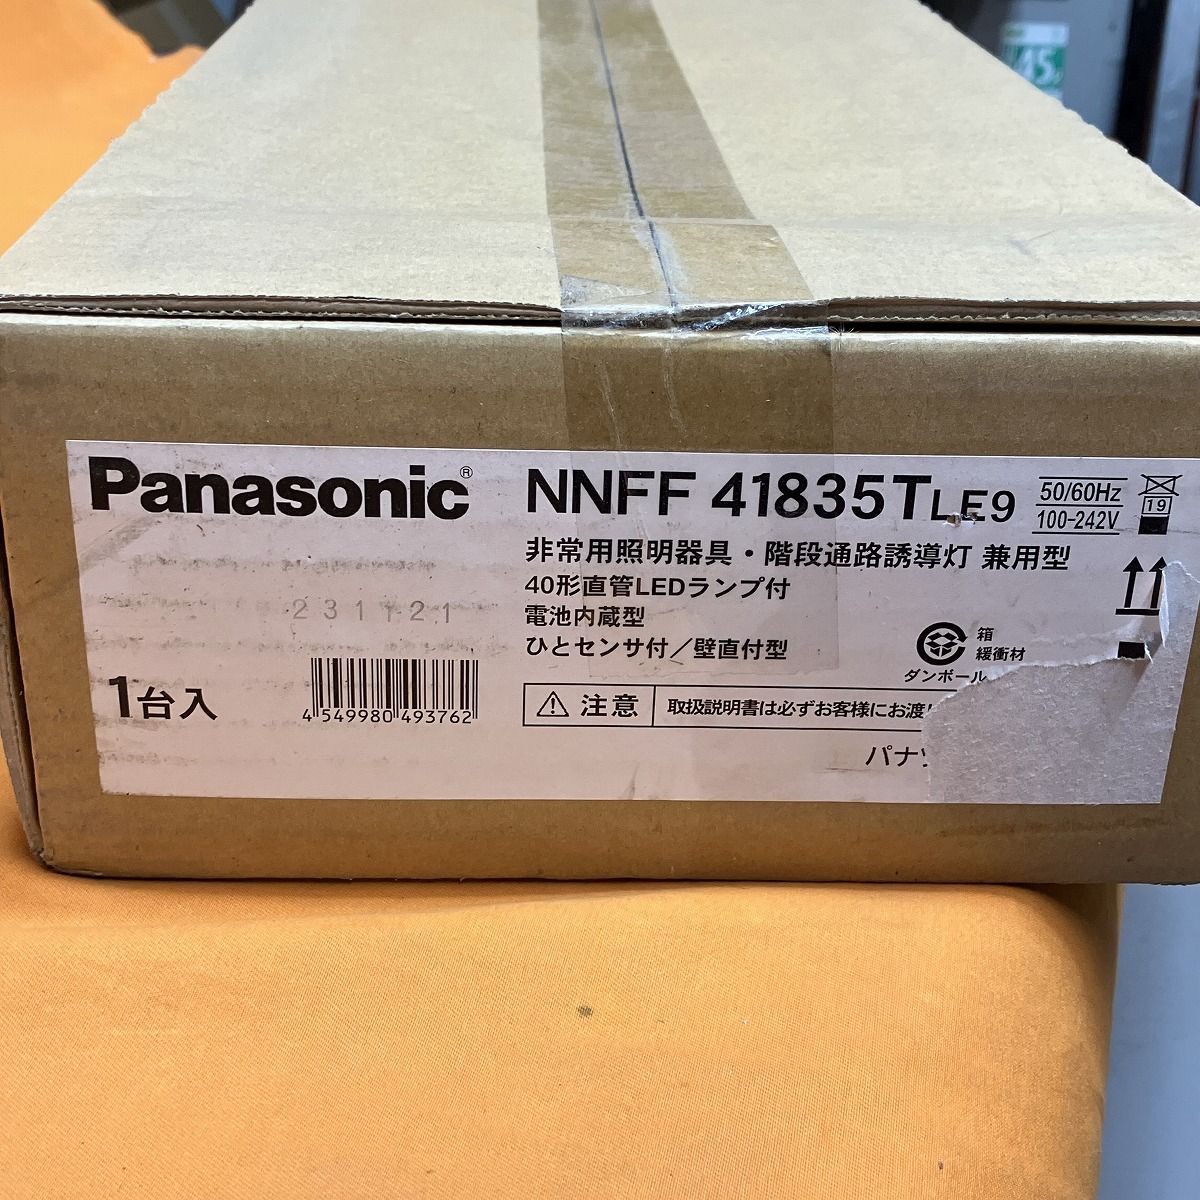 Panasonic®
NNFF 41835TLE9
50/60Hz
100-242V
19
非常用照明器具・階段通路誘導灯 兼用型
40形直管LEDランプ付
電池内蔵型
ひとセンサ付／壁直付型
231121
1台入
4 549980 493762
箱
緩衝材
ダンボール
注意
取扱説明書は必ずお客様にお渡し
パナソ
45